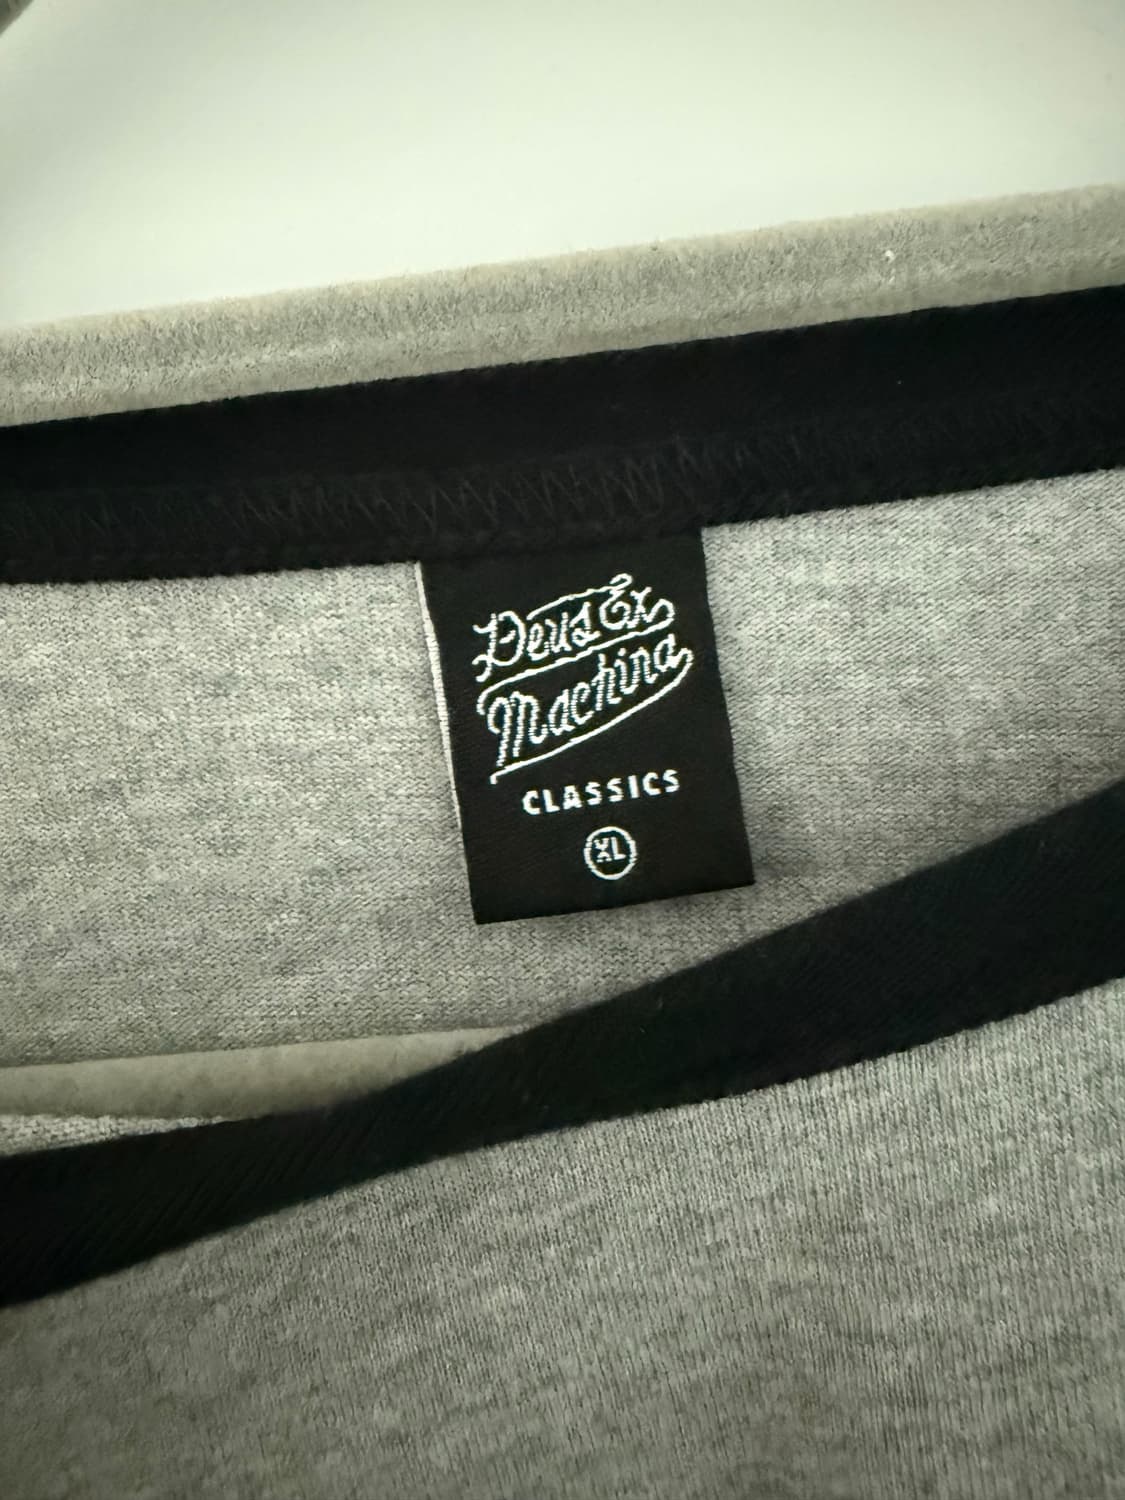 Deus Ex
Machina
CLASSICS
XL